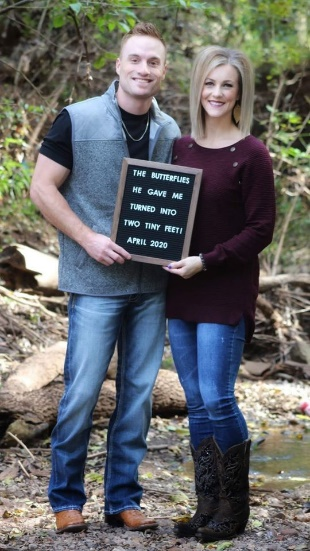 THE BUTTERFLIES
HE GAVE ME
TURNED INTO
TWO TINY FEET!
APRIL 2020